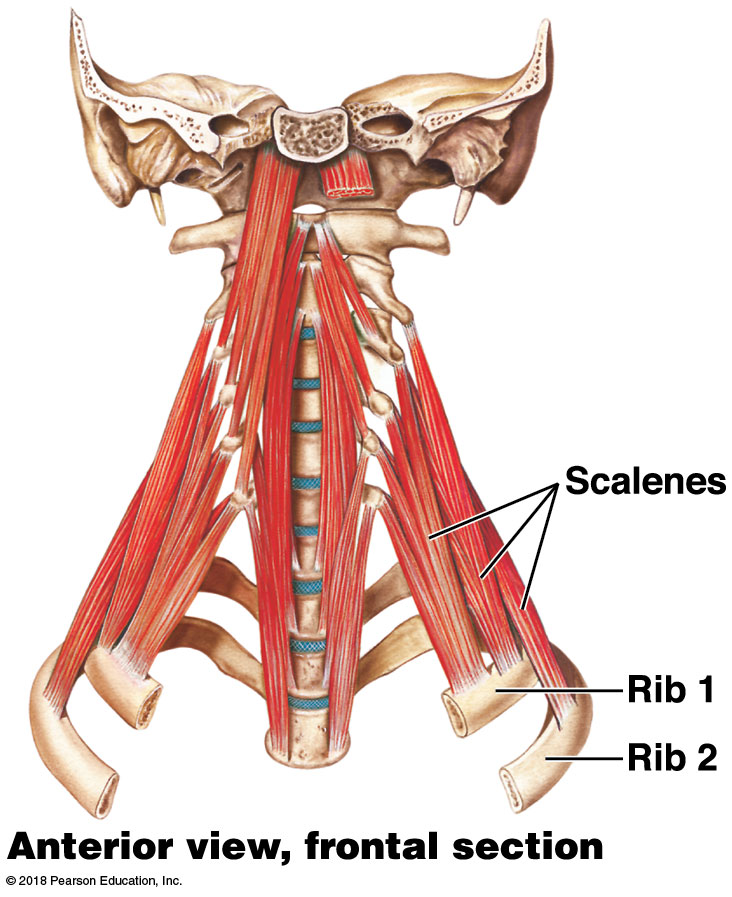 Scalenes
Rib 1
Rib 2
Anterior view, frontal section
© 2018 Pearson Education, Inc.